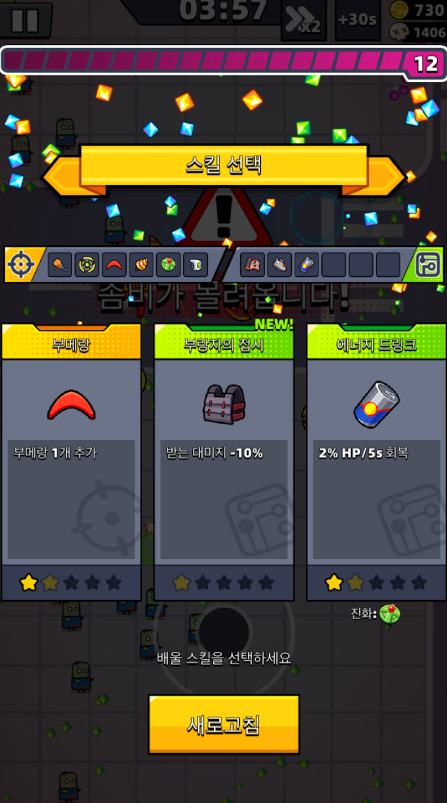 03:57
x2
+30s
730
1406
12
스킬 선택
좀비가 몰려옵니다!
NEW!
부메랑
부랑자의 접시
에너지 드링크
부메랑 1개 추가
받는 대미지 -10%
2% HP/5s 회복
진화:
배울 스킬을 선택하세요
새로고침